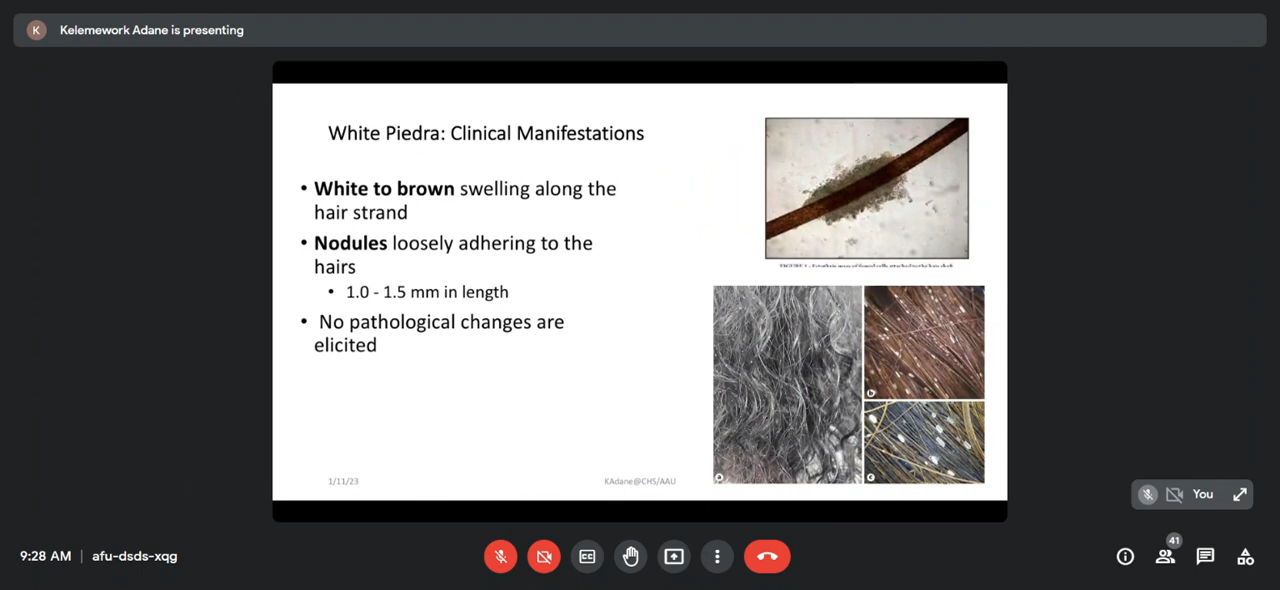 K Kelemework Adane is presenting
White Piedra: Clinical Manifestations
• White to brown swelling along the
hair strand
• Nodules loosely adhering to the
hairs
• 1.0 - 1.5 mm in length
• No pathological changes are
elicited
b
a
c
1/11/23
KAdane@CHS/AAU
You
9:28 AM | afu-dsds-xqg
CC
41